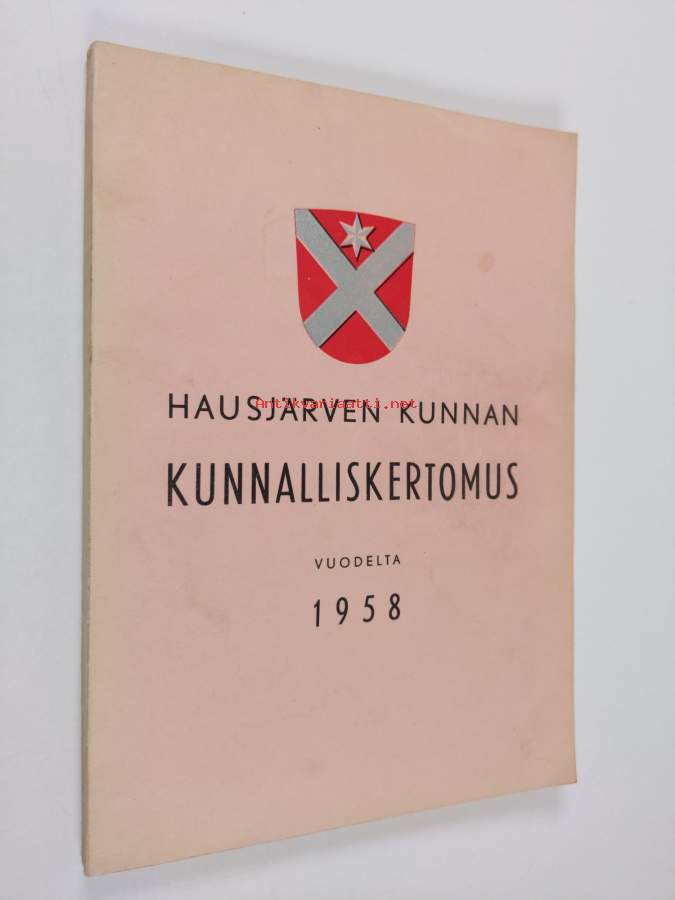 HAUSJÄRVEN KUNNAN
Antikvariaatti.net
KUNNALLISKERTOMUS
VUODELTA
1958